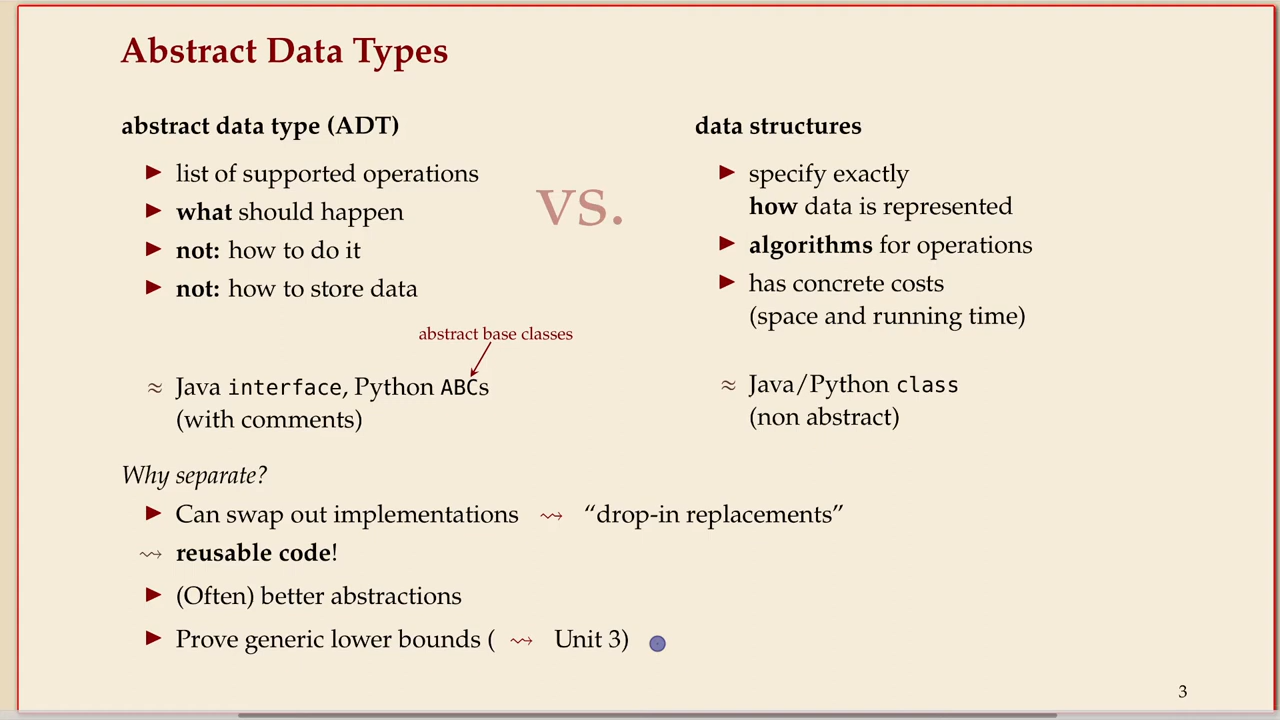 Abstract Data Types
abstract data type (ADT)
▶ list of supported operations
▶ what should happen
▶ not: how to do it
▶ not: how to store data
abstract base classes
≈ Java interface, Python ABCs
(with comments)
vs.
data structures
▶ specify exactly
how data is represented
▶ algorithms for operations
▶ has concrete costs
(space and running time)
≈ Java/Python class
(non abstract)
Why separate?
▶ Can swap out implementations ⇝ “drop-in replacements”
⇝ reusable code!
▶ (Often) better abstractions
▶ Prove generic lower bounds ( ⇝ Unit 3)
3